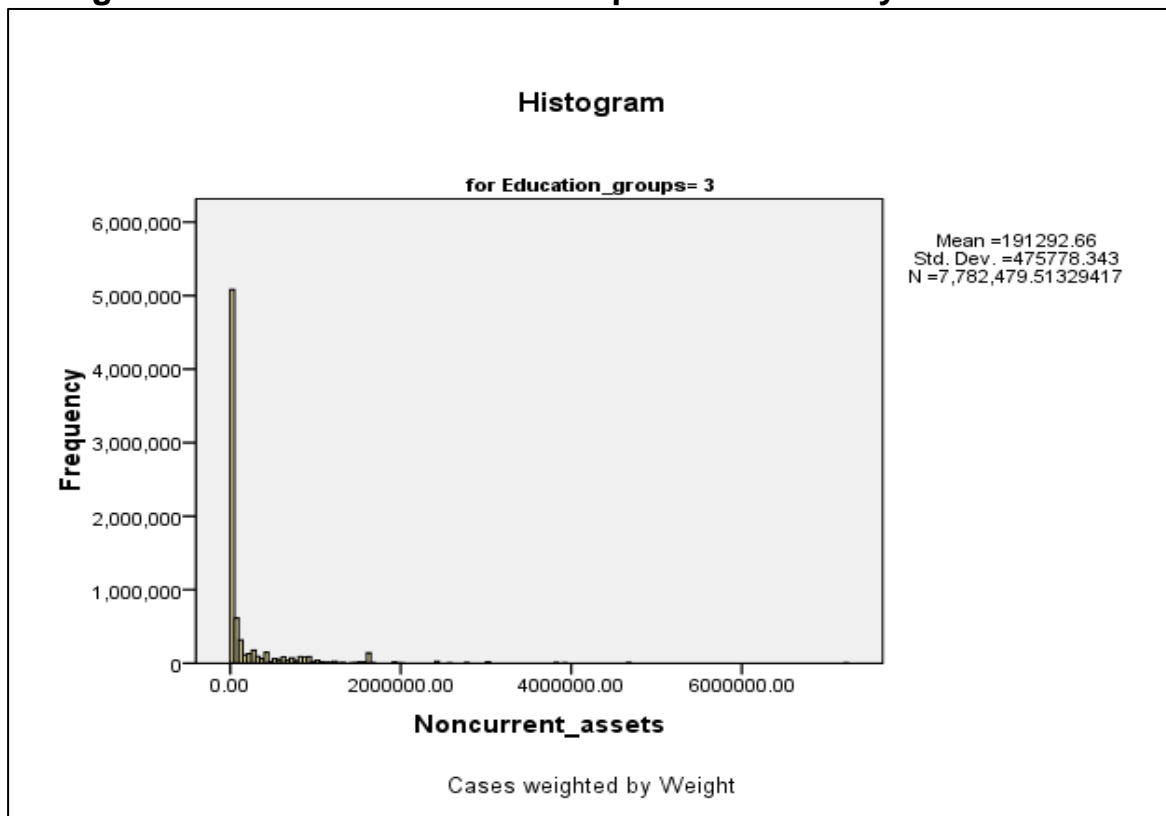 Histogram
for Education_groups= 3
6,000,000
5,000,000
4,000,000
3,000,000
2,000,000
1,000,000
0
Frequency
0.00 2000000.00 4000000.00 6000000.00
Noncurrent_assets
Cases weighted by Weight
Mean =191292.66
Std. Dev. =475778.343
N =7,782,479.51329417